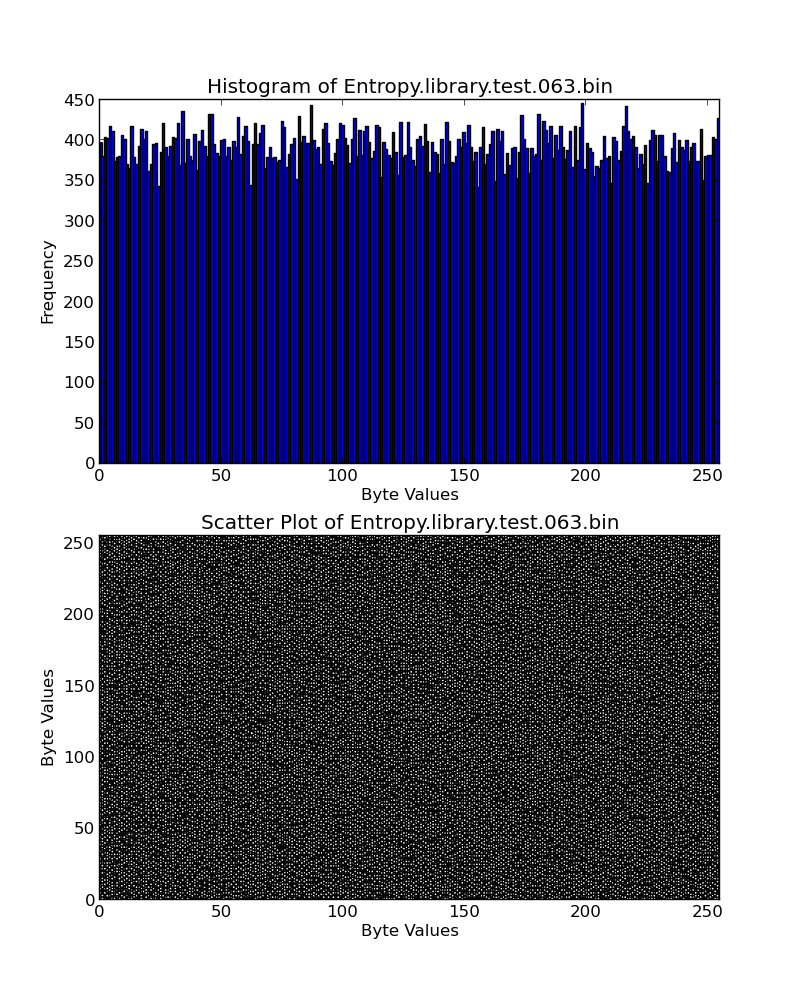 Histogram of Entropy.library.test.063.bin
450
400
350
300
250
200
150
100
50
0
Frequency
0 50 100 150 200 250
Byte Values
Scatter Plot of Entropy.library.test.063.bin
250
200
150
100
50
0
Byte Values
0 50 100 150 200 250
Byte Values